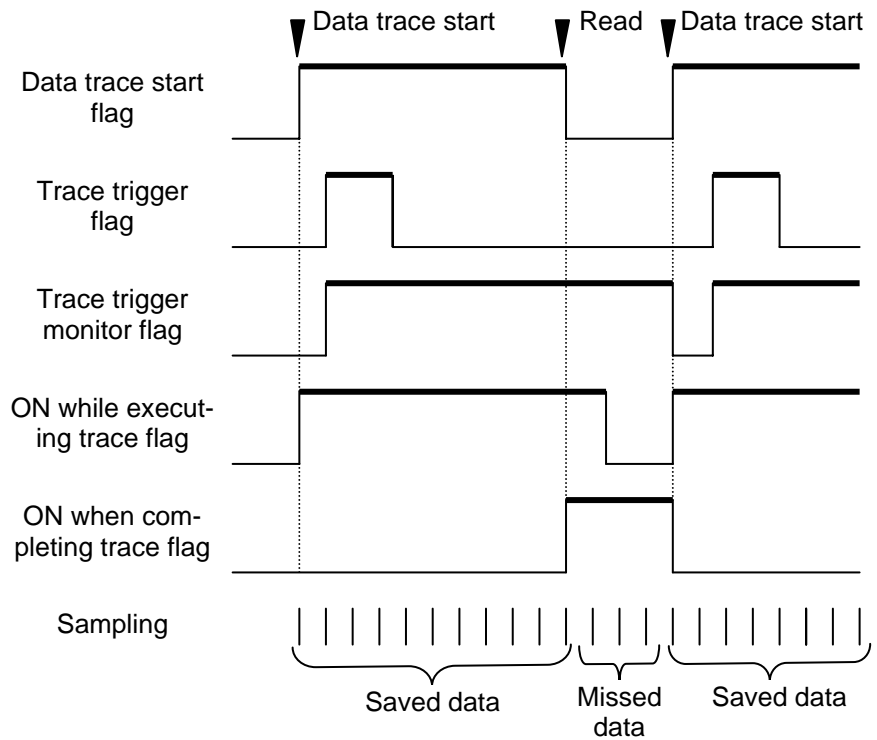 Data trace start
Read
Data trace start
Data trace start
flag
Trace trigger
flag
Trace trigger
monitor flag
ON while execut-
ing trace flag
ON when com-
pleting trace flag
Sampling
Saved data
Missed
data
Saved data